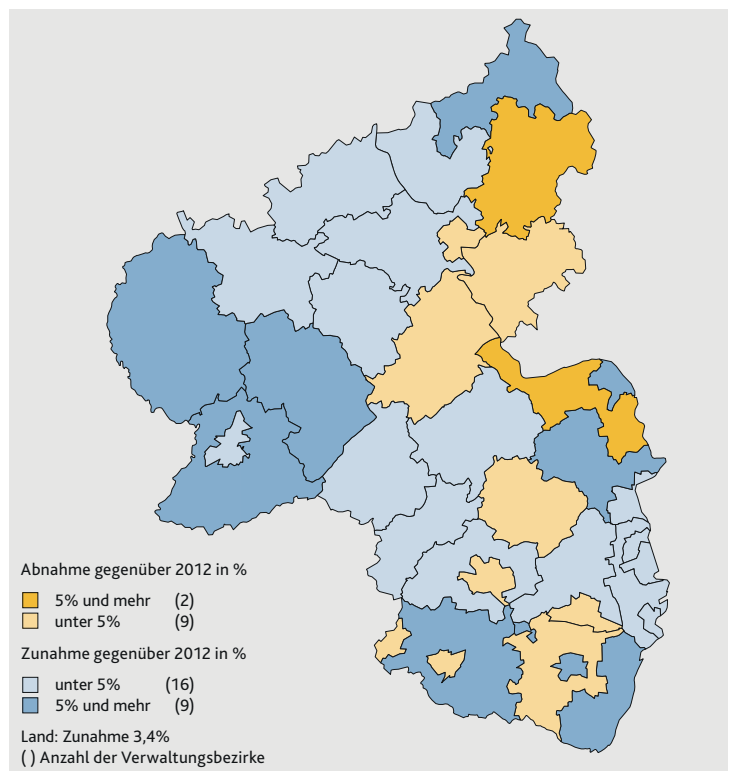 Abnahme gegenüber 2012 in %
5% und mehr (2)
unter 5% (9)
Zunahme gegenüber 2012 in %
unter 5% (16)
5% und mehr (9)
Land: Zunahme 3,4%
( ) Anzahl der Verwaltungsbezirke